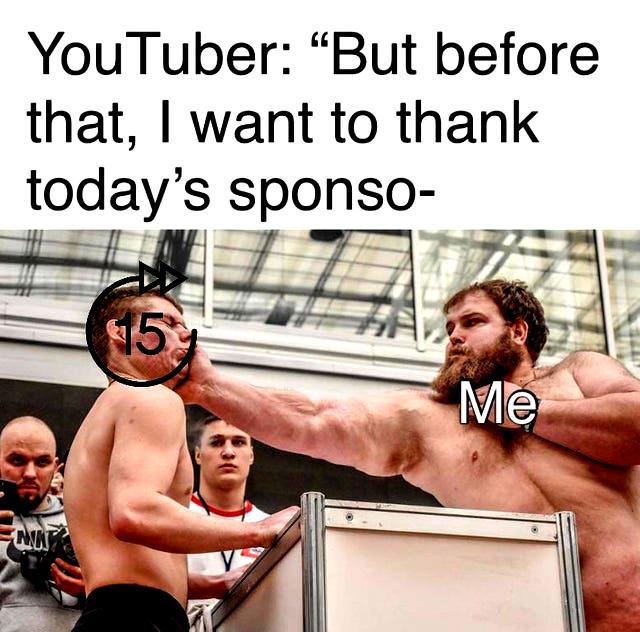 YouTuber: “But before
that, I want to thank
today’s sponso-
15
Me